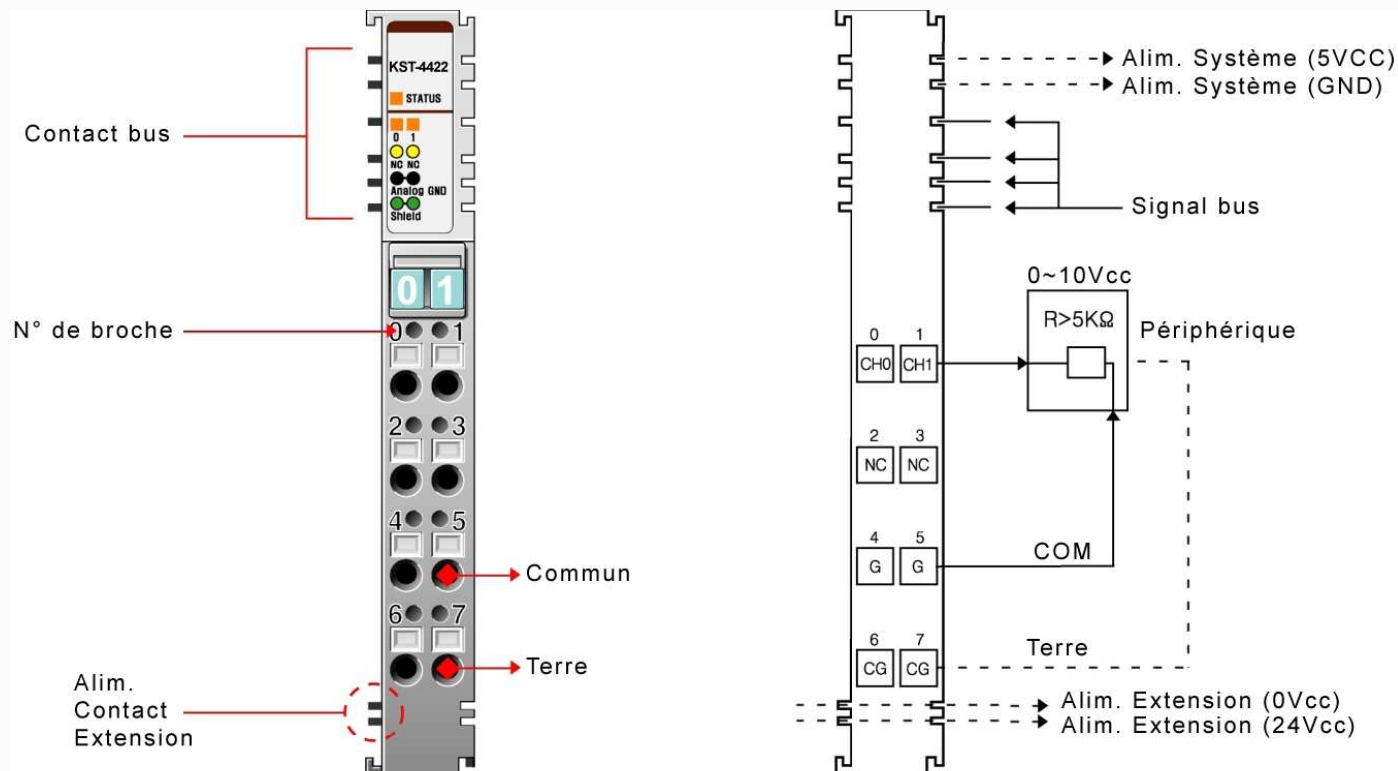 KST-4422
STATUS
0 1
NC NC
Analog GND
Shield
Contact bus
01
N° de broche
0 1
2 3
4 5
Commun
6 7
Terre
Alim.
Contact
Extension
Alim. Système (5VCC)
Alim. Système (GND)
Signal bus
0~10Vcc
R>5KΩ
Périphérique
0 1
CH0 CH1
2 3
NC NC
4 5
G G
COM
6 7
CG CG
Terre
Alim. Extension (0Vcc)
Alim. Extension (24Vcc)